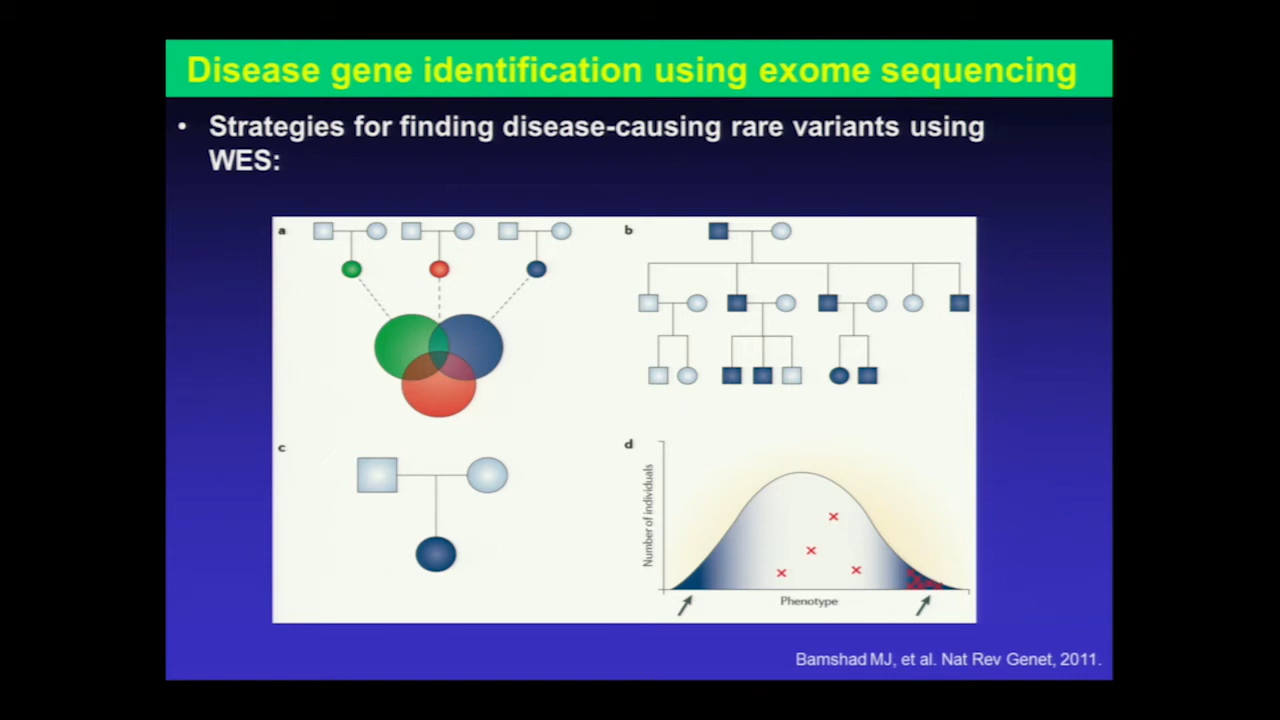 Disease gene identification using exome sequencing
• Strategies for finding disease-causing rare variants using
WES:
a
b
c
d
Number of individuals
Phenotype
Bamshad MJ, et al. Nat Rev Genet, 2011.